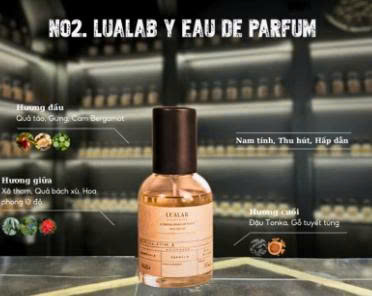 NO2. LUALAB Y EAU DE PARFUM
Hương đầu
Quả táo, Gừng, Cam Bergamot
Nam tính, Thu hút, Hấp dẫn
Hương giữa
Xô thơm, Quả bách xù, Hoa
phong lữ đỏ
Hương cuối
Đậu Tonka, Gỗ tuyết tùng
LUALAB